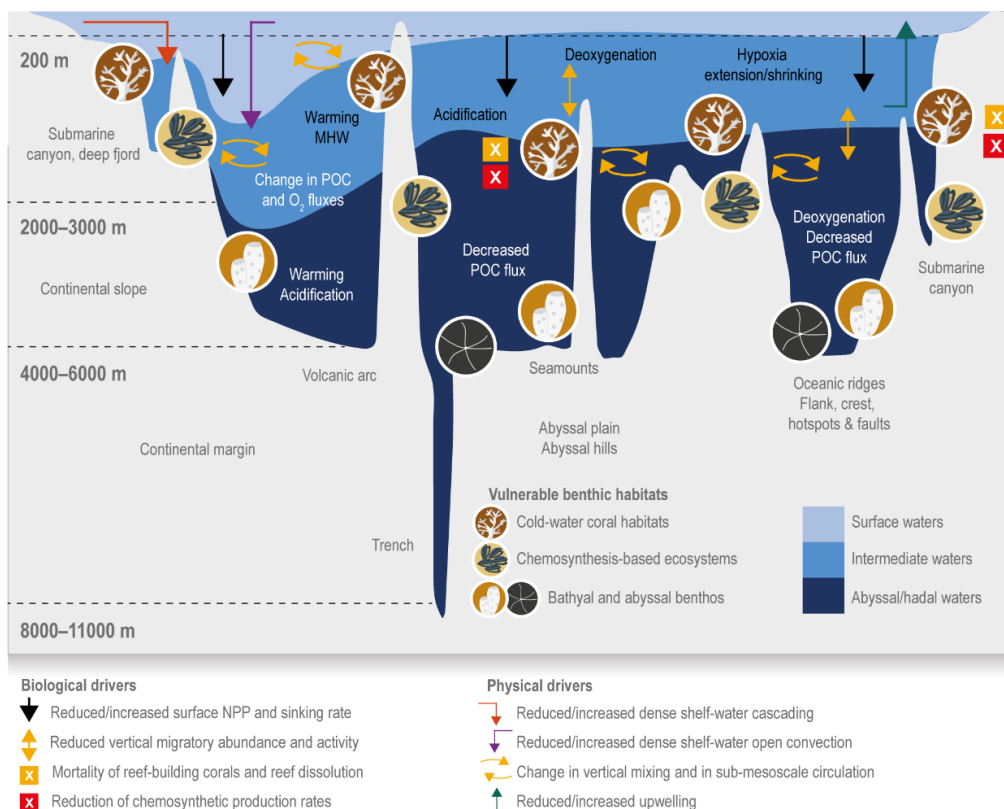 200 m
Submarine
canyon, deep fjord
2000–3000 m
Continental slope
4000–6000 m
Continental margin
8000–11000 m
Warming
MHW
Change in POC
and O₂ fluxes
Warming
Acidification
Volcanic arc
Trench
Acidification
Deoxygenation
Hypoxia
extension/shrinking
X
X
Decreased
POC flux
Seamounts
Abyssal plain
Abyssal hills
Deoxygenation
Decreased
POC flux
Oceanic ridges
Flank, crest,
hotspots & faults
X
X
Submarine
canyon
Vulnerable benthic habitats
Cold-water coral habitats
Chemosynthesis-based ecosystems
Bathyal and abyssal benthos
Surface waters
Intermediate waters
Abyssal/hadal waters
Biological drivers
Reduced/increased surface NPP and sinking rate
Reduced vertical migratory abundance and activity
X Mortality of reef-building corals and reef dissolution
X Reduction of chemosynthetic production rates
Physical drivers
Reduced/increased dense shelf-water cascading
Reduced/increased dense shelf-water open convection
Change in vertical mixing and in sub-mesoscale circulation
Reduced/increased upwelling